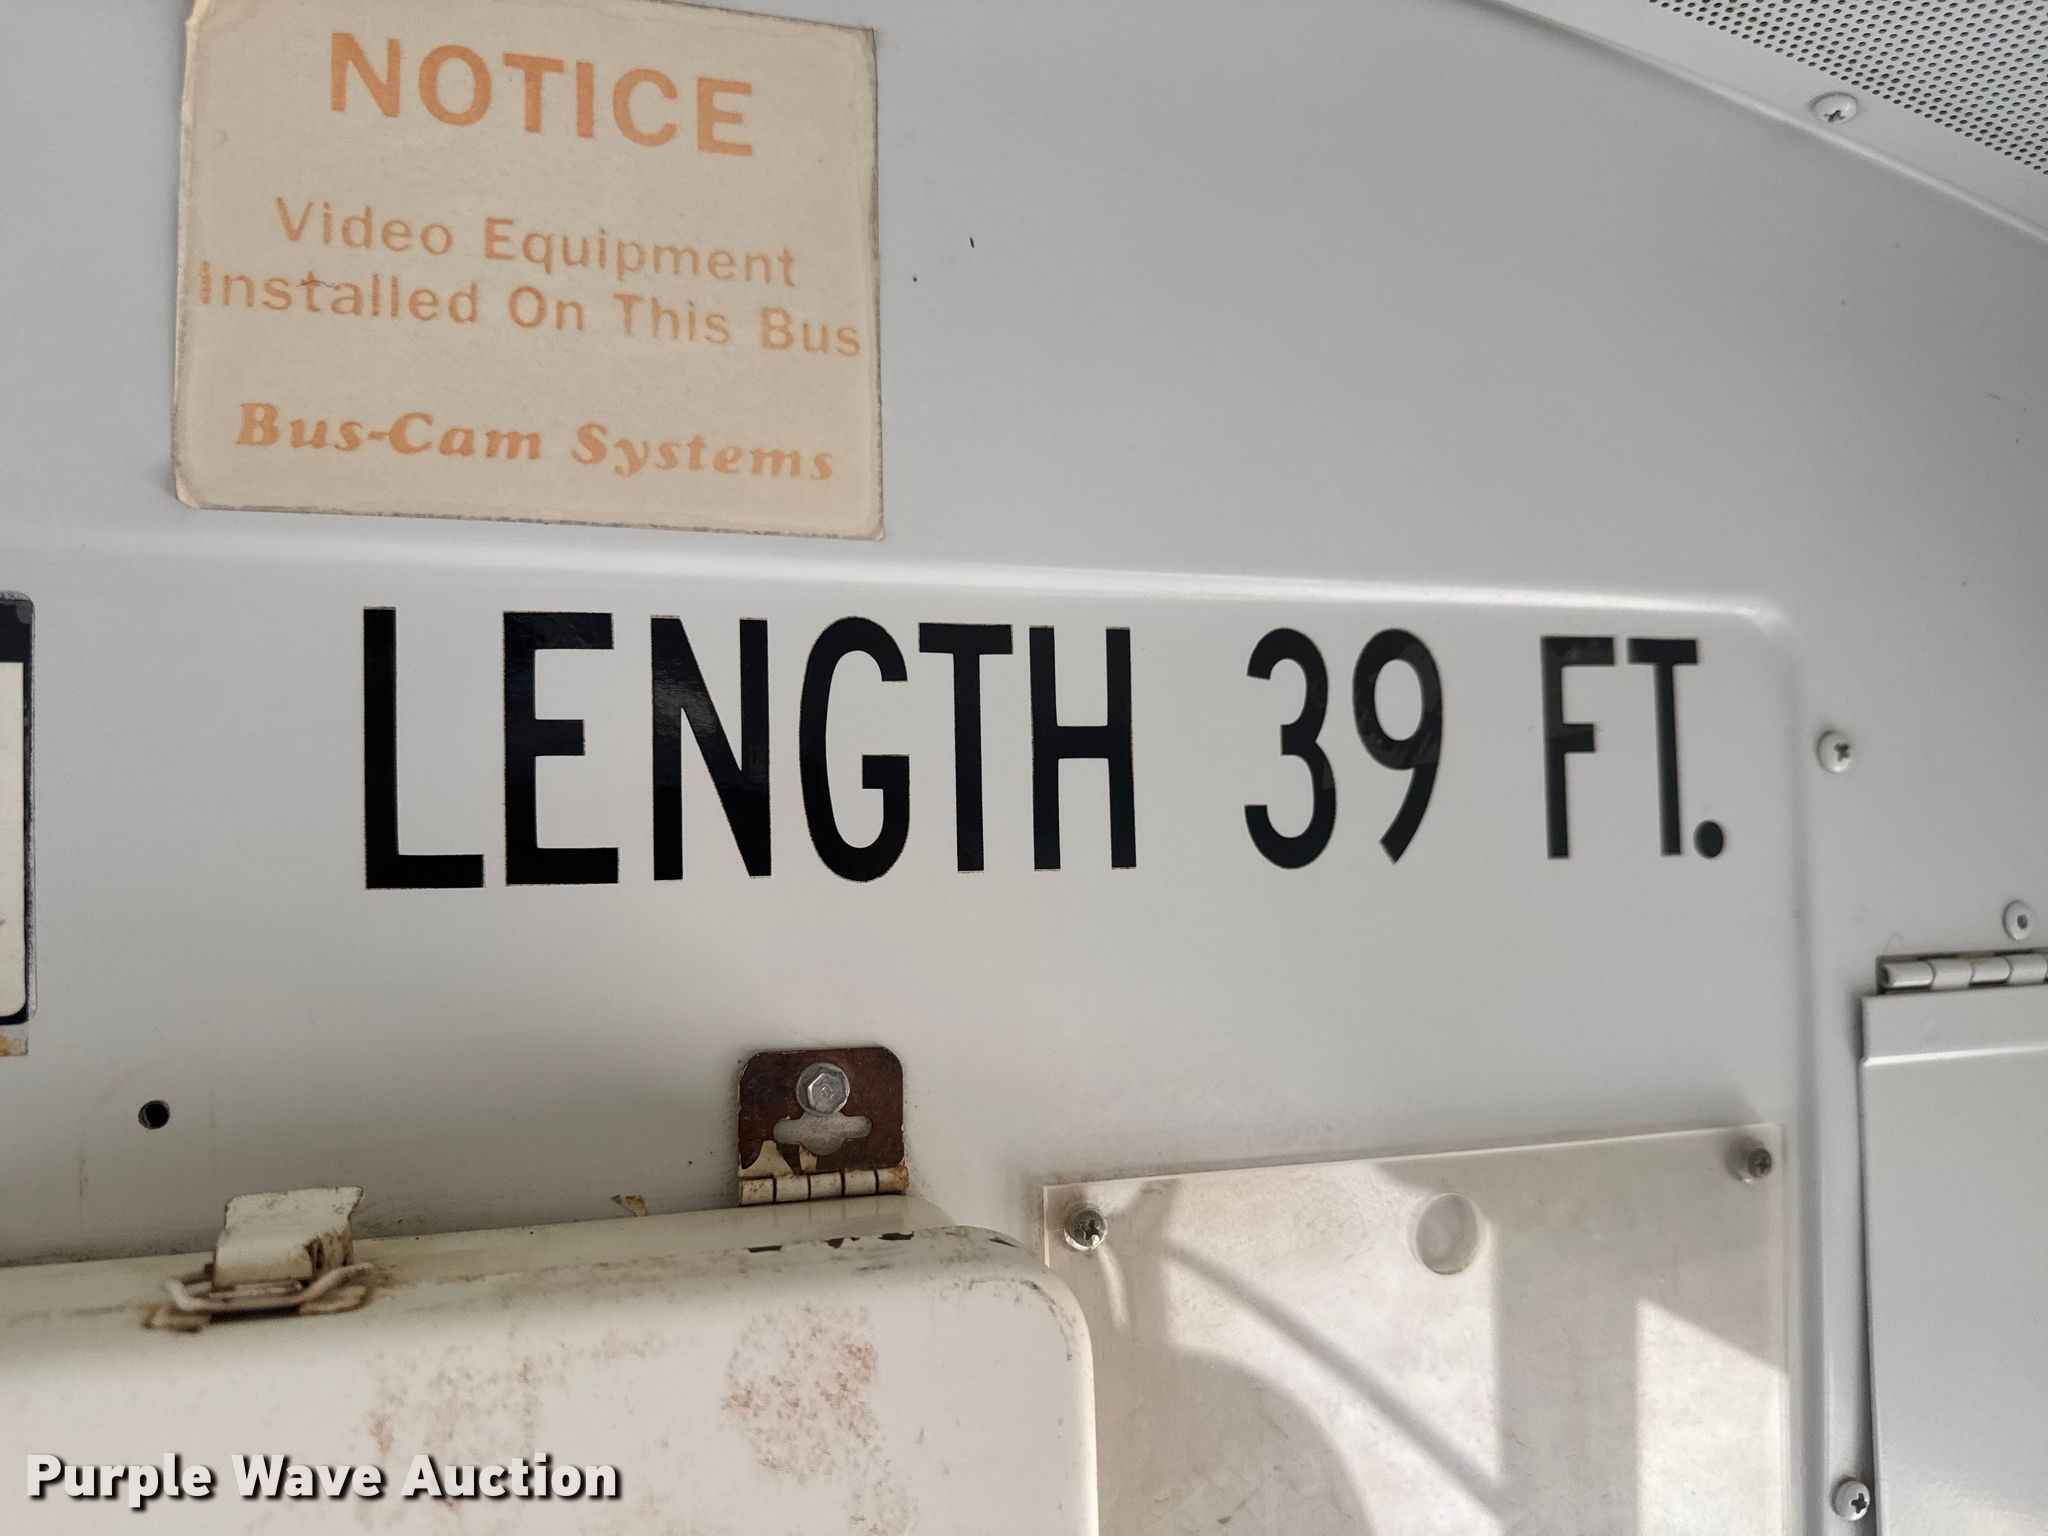 NOTICE
Video Equipment
Installed On This Bus
Bus-Cam Systems
LENGTH 39 FT.
Purple Wave Auction